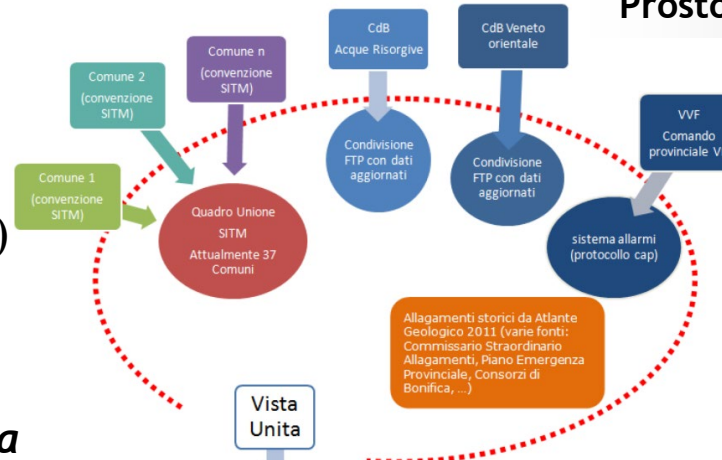 Prosto
CdB
Acque Risorgive
CdB Veneto
orientale
Comune n
(convenzione
SITM)
Comune 2
(convenzione
SITM)
VVF
Comando
provinciale V
Comune 1
(convenzione
SITM)
Condivisione
FTP con dati
aggiornati
Condivisione
FTP con dati
aggiornati
Quadro Unione
SITM
Attualmente 37
Comuni
)
sistema allarmi
(protocollo cap)
Allagamenti storici da Atlante
Geologico 2011 (varie fonti:
Commissario Straordinario
Allagamenti, Piano Emergenza
Provinciale, Consorzi di
Bonifica, ...)
Vista
Unita
a